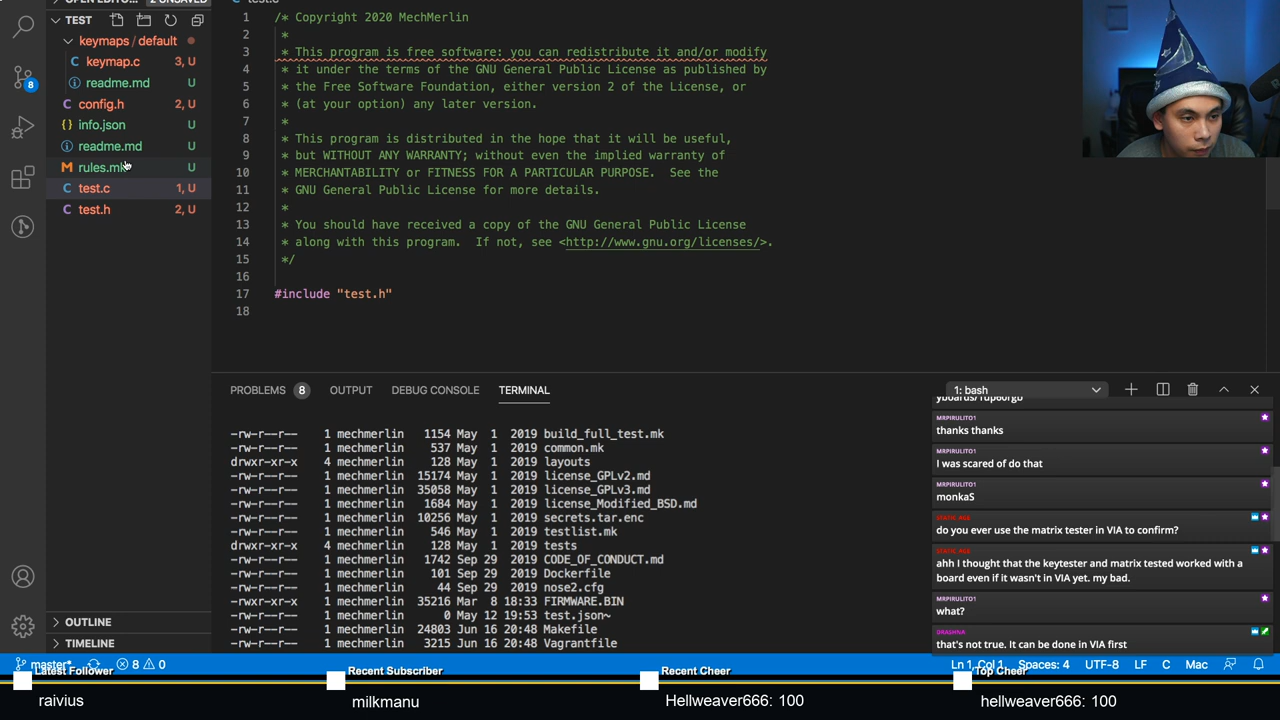 2 UNSAVED
test.c
TEST
keymaps / default
keymap.c 3, U
readme.md U
config.h 2, U
info.json U
readme.md U
rules.mk U
test.c 1, U
test.h 2, U
8
OUTLINE
TIMELINE
1 /* Copyright 2020 MechMerlin
2 *
3 * This program is free software: you can redistribute it and/or modify
4 * it under the terms of the GNU General Public License as published by
5 * the Free Software Foundation, either version 2 of the License, or
6 * (at your option) any later version.
7 *
8 * This program is distributed in the hope that it will be useful,
9 * but WITHOUT ANY WARRANTY; without even the implied warranty of
10 * MERCHANTABILITY or FITNESS FOR A PARTICULAR PURPOSE.  See the
11 * GNU General Public License for more details.
12 *
13 * You should have received a copy of the GNU General Public License
14 * along with this program.  If not, see <http://www.gnu.org/licenses/>.
15 */
16
17 #include "test.h"
18
PROBLEMS 8 OUTPUT DEBUG CONSOLE TERMINAL
1: bash
-rw-r--r-- 1 mechmerlin 1154 May 1 2019 build_full_test.mk
-rw-r--r-- 1 mechmerlin 537 May 1 2019 common.mk
drwxr-xr-x 4 mechmerlin 128 May 1 2019 layouts
-rw-r--r-- 1 mechmerlin 15174 May 1 2019 license_GPLv2.md
-rw-r--r-- 1 mechmerlin 35058 May 1 2019 license_GPLv3.md
-rw-r--r-- 1 mechmerlin 1684 May 1 2019 license_Modified_BSD.md
-rw-r--r-- 1 mechmerlin 10256 May 1 2019 secrets.tar.enc
-rw-r--r-- 1 mechmerlin 546 May 1 2019 testlist.mk
drwxr-xr-x 4 mechmerlin 128 May 1 2019 tests
-rw-r--r-- 1 mechmerlin 1742 Sep 29 2019 CODE_OF_CONDUCT.md
-rw-r--r-- 1 mechmerlin 101 Sep 29 2019 Dockerfile
-rw-r--r-- 1 mechmerlin 44 Sep 29 2019 nose2.cfg
-rwxr-xr-x 1 mechmerlin 35216 Mar 8 18:33 FIRMWARE.BIN
-rw-r--r-- 1 mechmerlin 0 May 12 19:53 test.json~
-rw-r--r-- 1 mechmerlin 24803 Jun 16 20:48 Makefile
-rw-r--r-- 1 mechmerlin 3215 Jun 16 20:48 Vagrantfile
MRPIRULITO1
thanks thanks
MRPIRULITO1
I was scared of do that
MRPIRULITO1
monkaS
do you ever use the matrix tester in VIA to confirm?
ahh I thought that the keytester and matrix tested worked with a
board even if it wasn't in VIA yet. my bad.
MRPIRULITO1
what?
DRASHNA
that's not true. It can be done in VIA first
master* 8 0
Ln 1, Col 1 Spaces: 4 UTF-8 LF C Mac
Latest Follower
raivius
Recent Subscriber
milkmanu
Recent Cheer
Hellweaver666: 100
Top Cheer
hellweaver666: 100